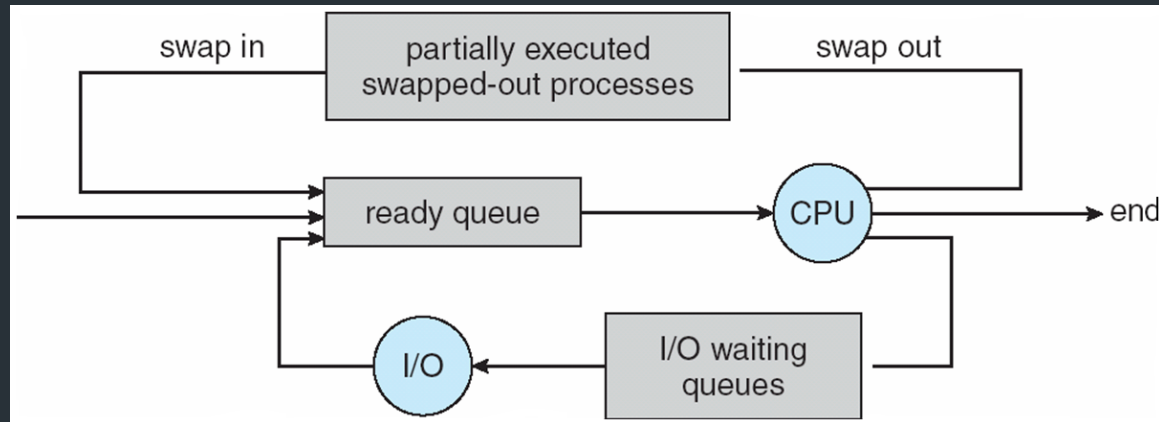 swap in
partially executed
swapped-out processes
swap out
ready queue
CPU
end
I/O
I/O waiting
queues